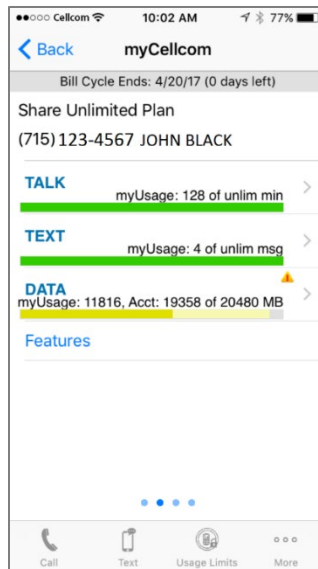 Cellcom 10:02 AM 77%
Back myCellcom
Bill Cycle Ends: 4/20/17 (0 days left)
Share Unlimited Plan
(715) 123-4567 JOHN BLACK
TALK
myUsage: 128 of unlim min
TEXT
myUsage: 4 of unlim msg
DATA
myUsage: 11816, Acct: 19358 of 20480 MB
Features
Call Text Usage Limits More